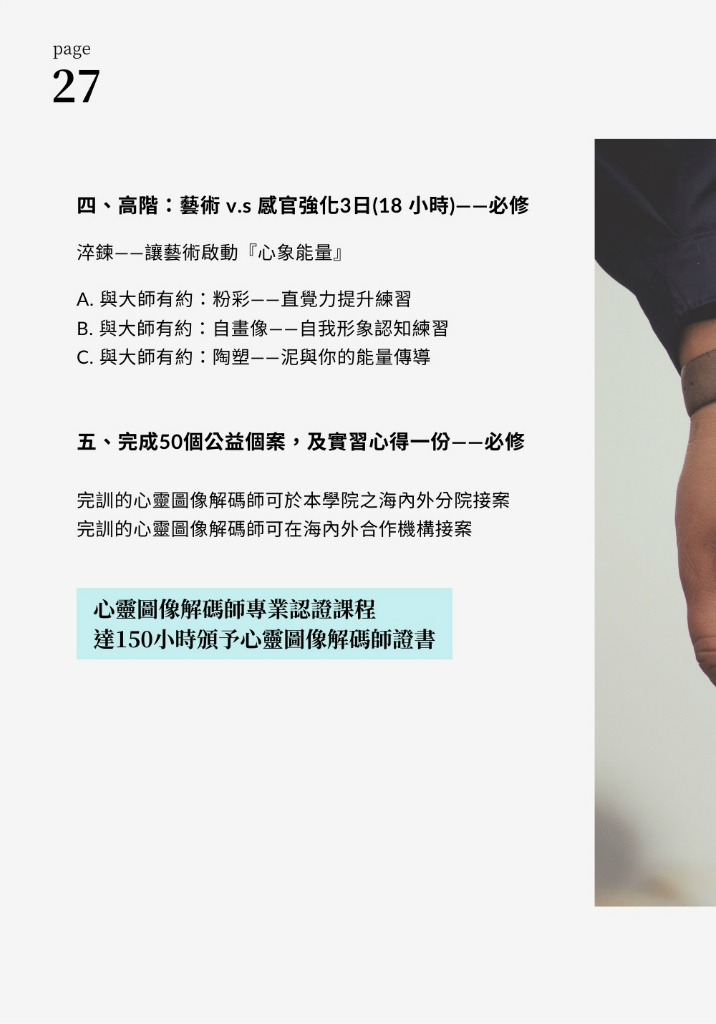 page
27
四、高階：藝術 v.s 感官強化3日(18 小時)——必修
淬鍊——讓藝術啟動『心象能量』
A. 與大師有約：粉彩——直覺力提升練習
B. 與大師有約：自畫像——自我形象認知練習
C. 與大師有約：陶塑——泥與你的能量傳導
五、完成50個公益個案，及實習心得一份——必修
完訓的心靈圖像解碼師可於本學院之海內外分院接案
完訓的心靈圖像解碼師可在海內外合作機構接案
心靈圖像解碼師專業認證課程
達150小時頒予心靈圖像解碼師證書